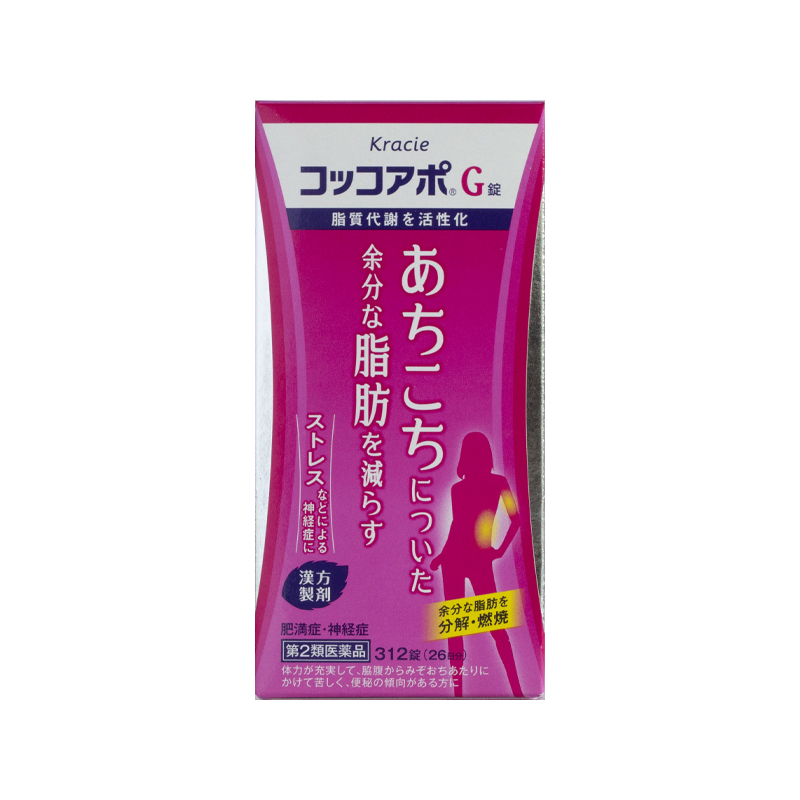 Kracie
コッコアポ® G錠
脂質代謝を活性化
あちこちについた
余分な脂肪を減らす
ストレス
などによる
神経症に
漢方
製剤
余分な脂肪を
分解・燃焼
肥満症・神経症
第2類医薬品 312錠(26日分)
体力が充実して、脇腹からみぞおちあたりに
かけて苦しく、便秘の傾向がある方に